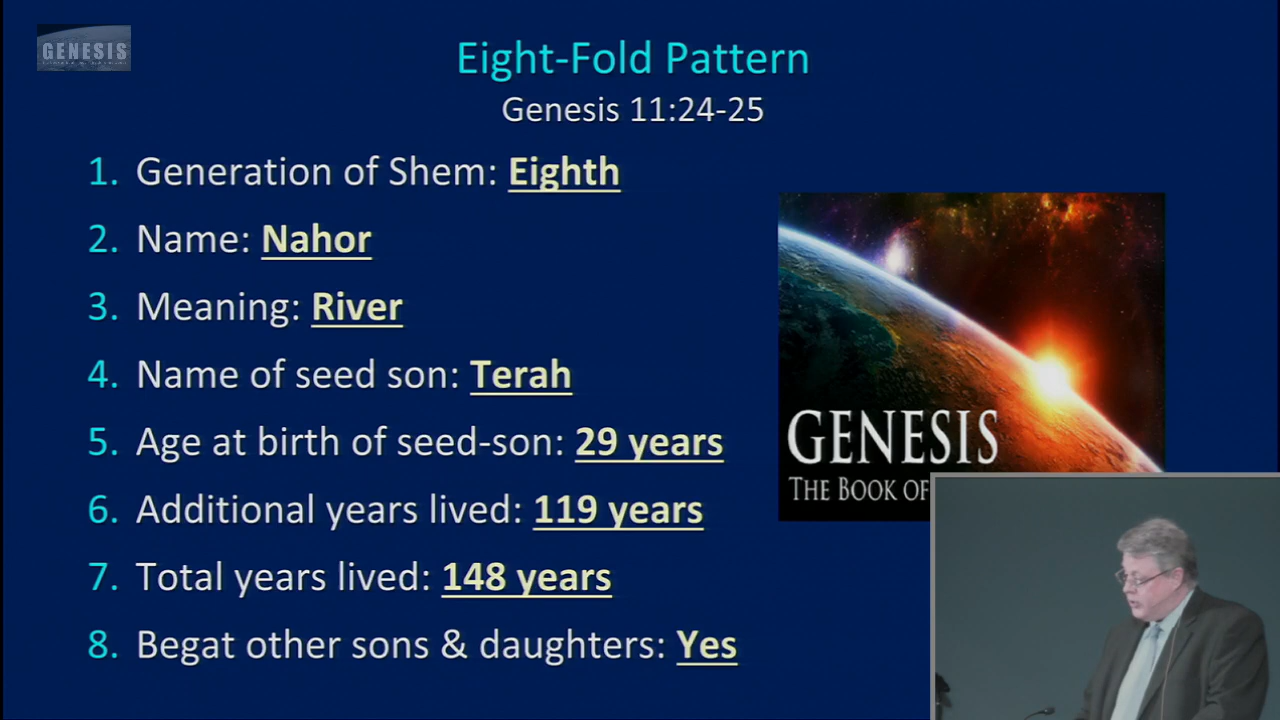 GENESIS
Eight-Fold Pattern
Genesis 11:24-25
1. Generation of Shem: Eighth
2. Name: Nahor
3. Meaning: River
4. Name of seed son: Terah
5. Age at birth of seed-son: 29 years
6. Additional years lived: 119 years
7. Total years lived: 148 years
8. Begat other sons & daughters: Yes
GENESIS
THE BOOK OF